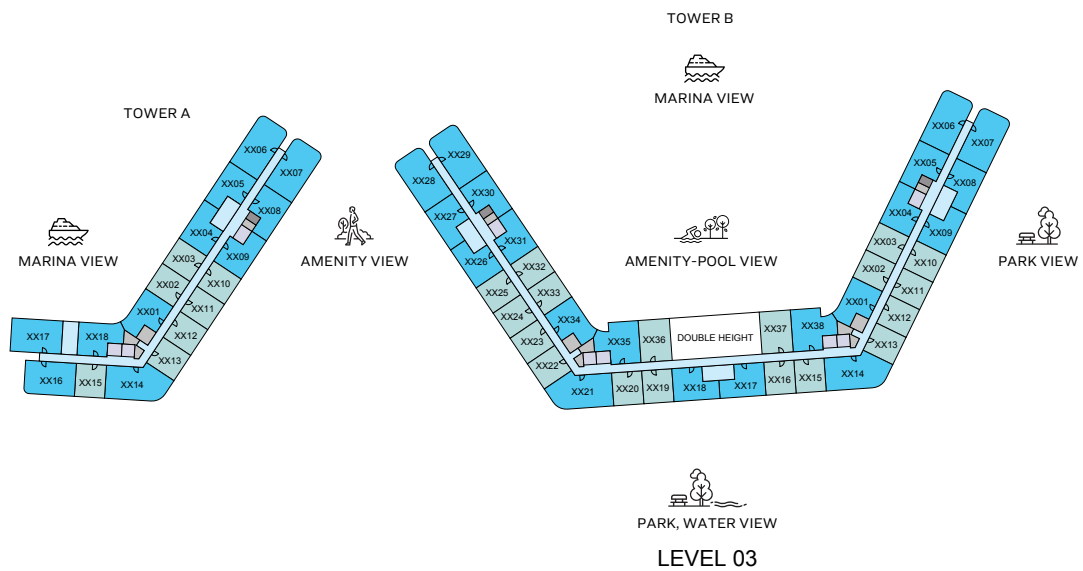 TOWER B
MARINA VIEW
TOWER A
XX06
XX07
XX05
XX08
XX04
XX09
XX03
XX10
XX02
XX11
XX01
XX12
XX13
XX17
XX18
XX16
XX15
XX14
MARINA VIEW
AMENITY VIEW
XX29
XX28
XX30
XX27
XX31
XX26
XX32
XX25
XX33
XX24
XX34
XX23
XX35
XX22
XX36
XX21
XX20
XX19
XX18
XX17
XX16
XX15
XX14
DOUBLE HEIGHT
XX37
XX38
XX06
XX07
XX05
XX08
XX04
XX09
XX03
XX10
XX02
XX11
XX01
XX12
XX13
AMENITY-POOL VIEW
PARK VIEW
PARK, WATER VIEW
LEVEL 03